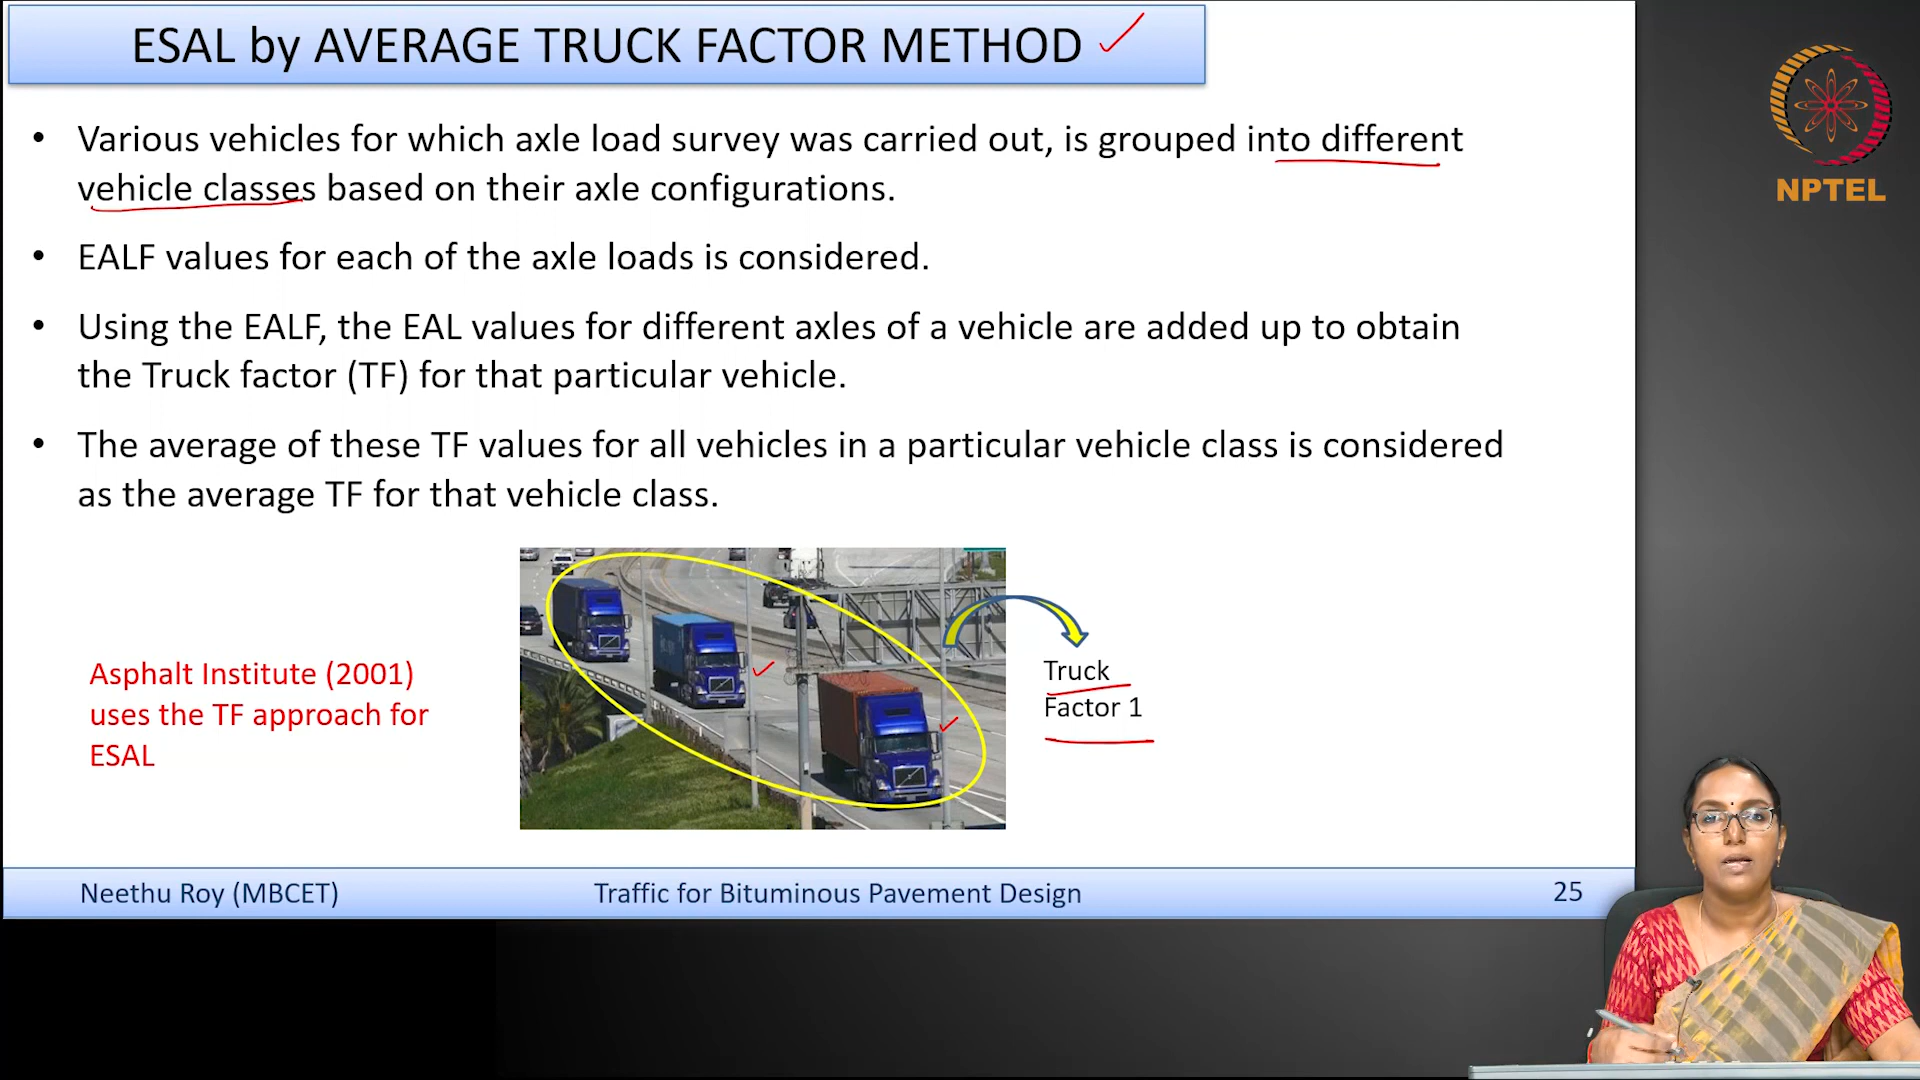 ESAL by AVERAGE TRUCK FACTOR METHOD
• Various vehicles for which axle load survey was carried out, is grouped into different
vehicle classes based on their axle configurations.
• EALF values for each of the axle loads is considered.
• Using the EALF, the EAL values for different axles of a vehicle are added up to obtain
the Truck factor (TF) for that particular vehicle.
• The average of these TF values for all vehicles in a particular vehicle class is considered
as the average TF for that vehicle class.
Asphalt Institute (2001)
uses the TF approach for
ESAL
Truck
Factor 1
Neethu Roy (MBCET)
Traffic for Bituminous Pavement Design
25
NPTEL